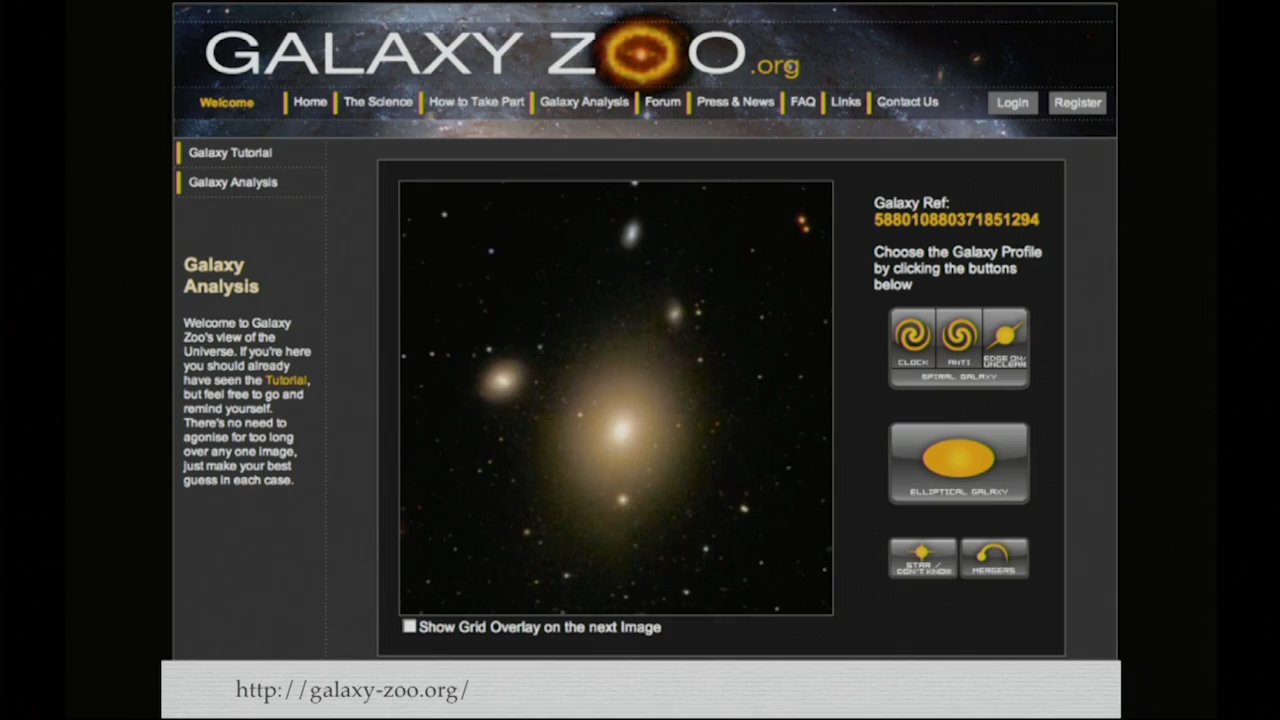 GALAXY ZOO.org
Welcome Home The Science How to Take Part Galaxy Analysis Forum Press & News FAQ Links Contact Us Login Register
Galaxy Tutorial
Galaxy Analysis
Galaxy
Analysis
Welcome to Galaxy
Zoo's view of the
Universe. If you're here
you should already
have seen the Tutorial,
but feel free to go and
remind yourself.
There's no need to
agonise for too long
over any one image,
just make your best
guess in each case.
Show Grid Overlay on the next Image
Galaxy Ref:
588010880371851294
Choose the Galaxy Profile
by clicking the buttons
below
CLOCK ANTI EDGE ON/
UNCLEAR
SPIRAL GALAXY
ELLIPTICAL GALAXY
STAR /
DON'T KNOW
MERGERS
http://galaxy-zoo.org/